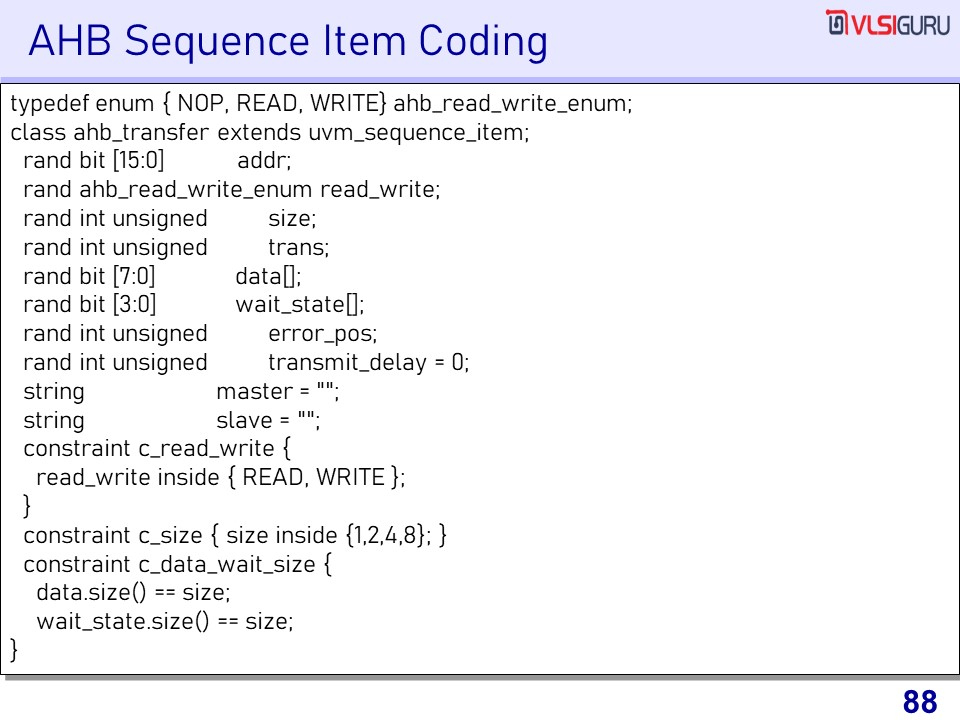 AHB Sequence Item Coding
VLSIGURU
typedef enum { NOP, READ, WRITE} ahb_read_write_enum;
class ahb_transfer extends uvm_sequence_item;
rand bit [15:0] addr;
rand ahb_read_write_enum read_write;
rand int unsigned size;
rand int unsigned trans;
rand bit [7:0] data[];
rand bit [3:0] wait_state[];
rand int unsigned error_pos;
rand int unsigned transmit_delay = 0;
string master = "";
string slave = "";
constraint c_read_write {
read_write inside { READ, WRITE };
}
constraint c_size { size inside {1,2,4,8}; }
constraint c_data_wait_size {
data.size() == size;
wait_state.size() == size;
}
88